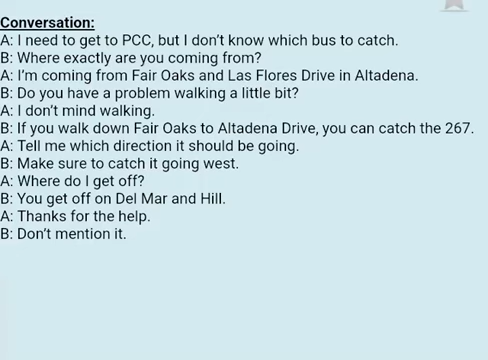 Conversation:
A: I need to get to PCC, but I don't know which bus to catch.
B: Where exactly are you coming from?
A: I'm coming from Fair Oaks and Las Flores Drive in Altadena.
B: Do you have a problem walking a little bit?
A: I don't mind walking.
B: If you walk down Fair Oaks to Altadena Drive, you can catch the 267.
A: Tell me which direction it should be going.
B: Make sure to catch it going west.
A: Where do I get off?
B: You get off on Del Mar and Hill.
A: Thanks for the help.
B: Don't mention it.